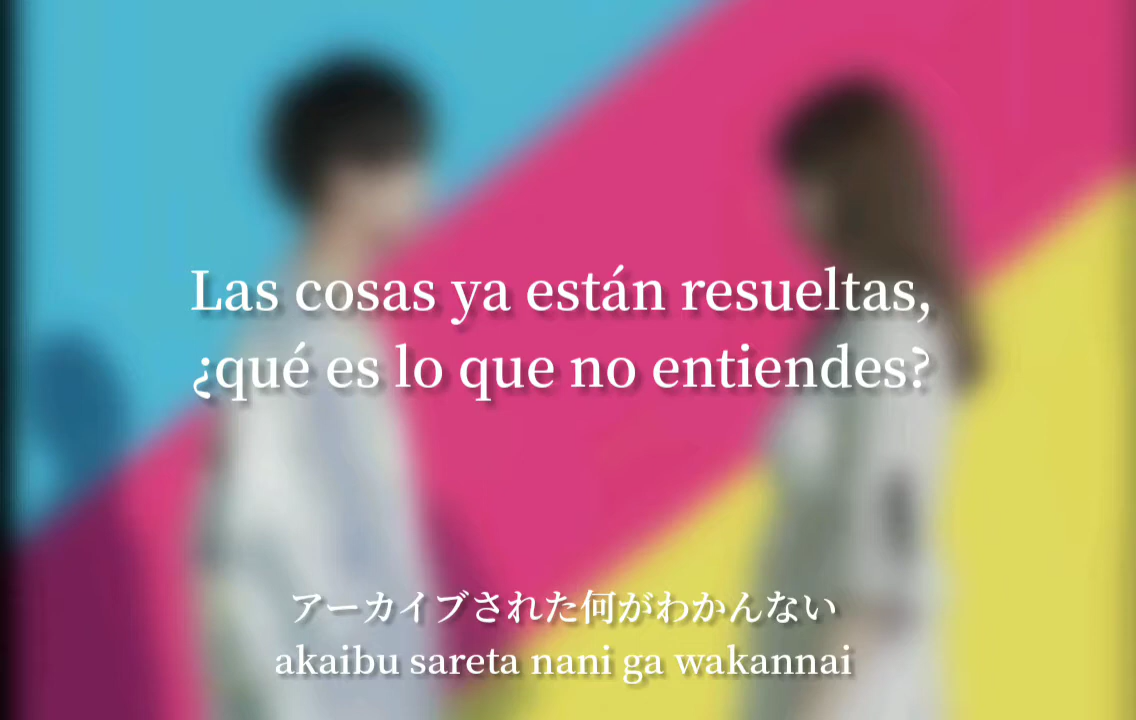 Las cosas ya están resueltas,
¿qué es lo que no entiendes?
アーカイブされた何がわかんない
akaibu sareta nani ga wakannai